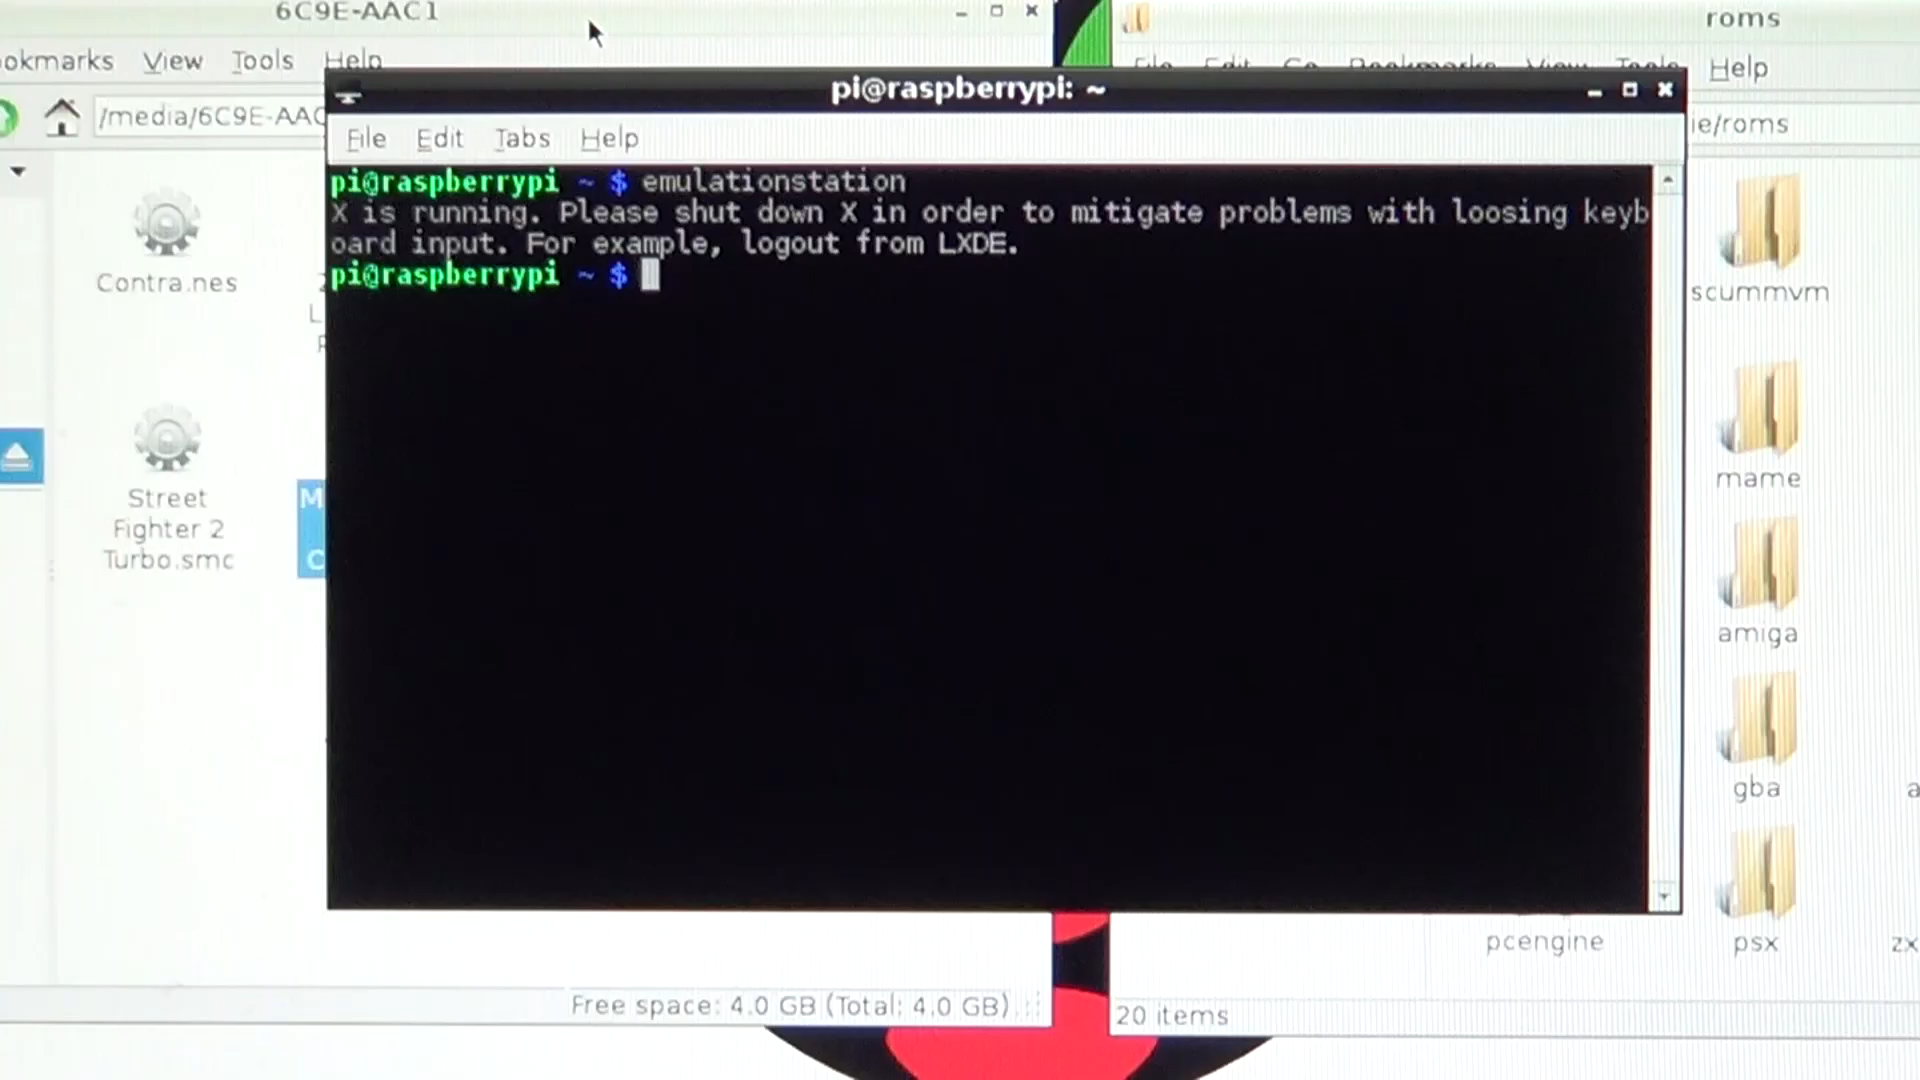 6C9E-AAC1
okmarks View Tools Help
/media/6C9E-AAC
Contra.nes
Street
Fighter 2
Turbo.smc
Free space: 4.0 GB (Total: 4.0 GB)
roms
File Edit Go Bookmarks View Tools Help
ie/roms
scummvm
mame
amiga
gba
pcengine
psx
zx
20 items
pi@raspberrypi: ~
File Edit Tabs Help
pi@raspberrypi ~ $ emulationstation
X is running. Please shut down X in order to mitigate problems with loosing keyb
oard input. For example, logout from LXDE.
pi@raspberrypi ~ $